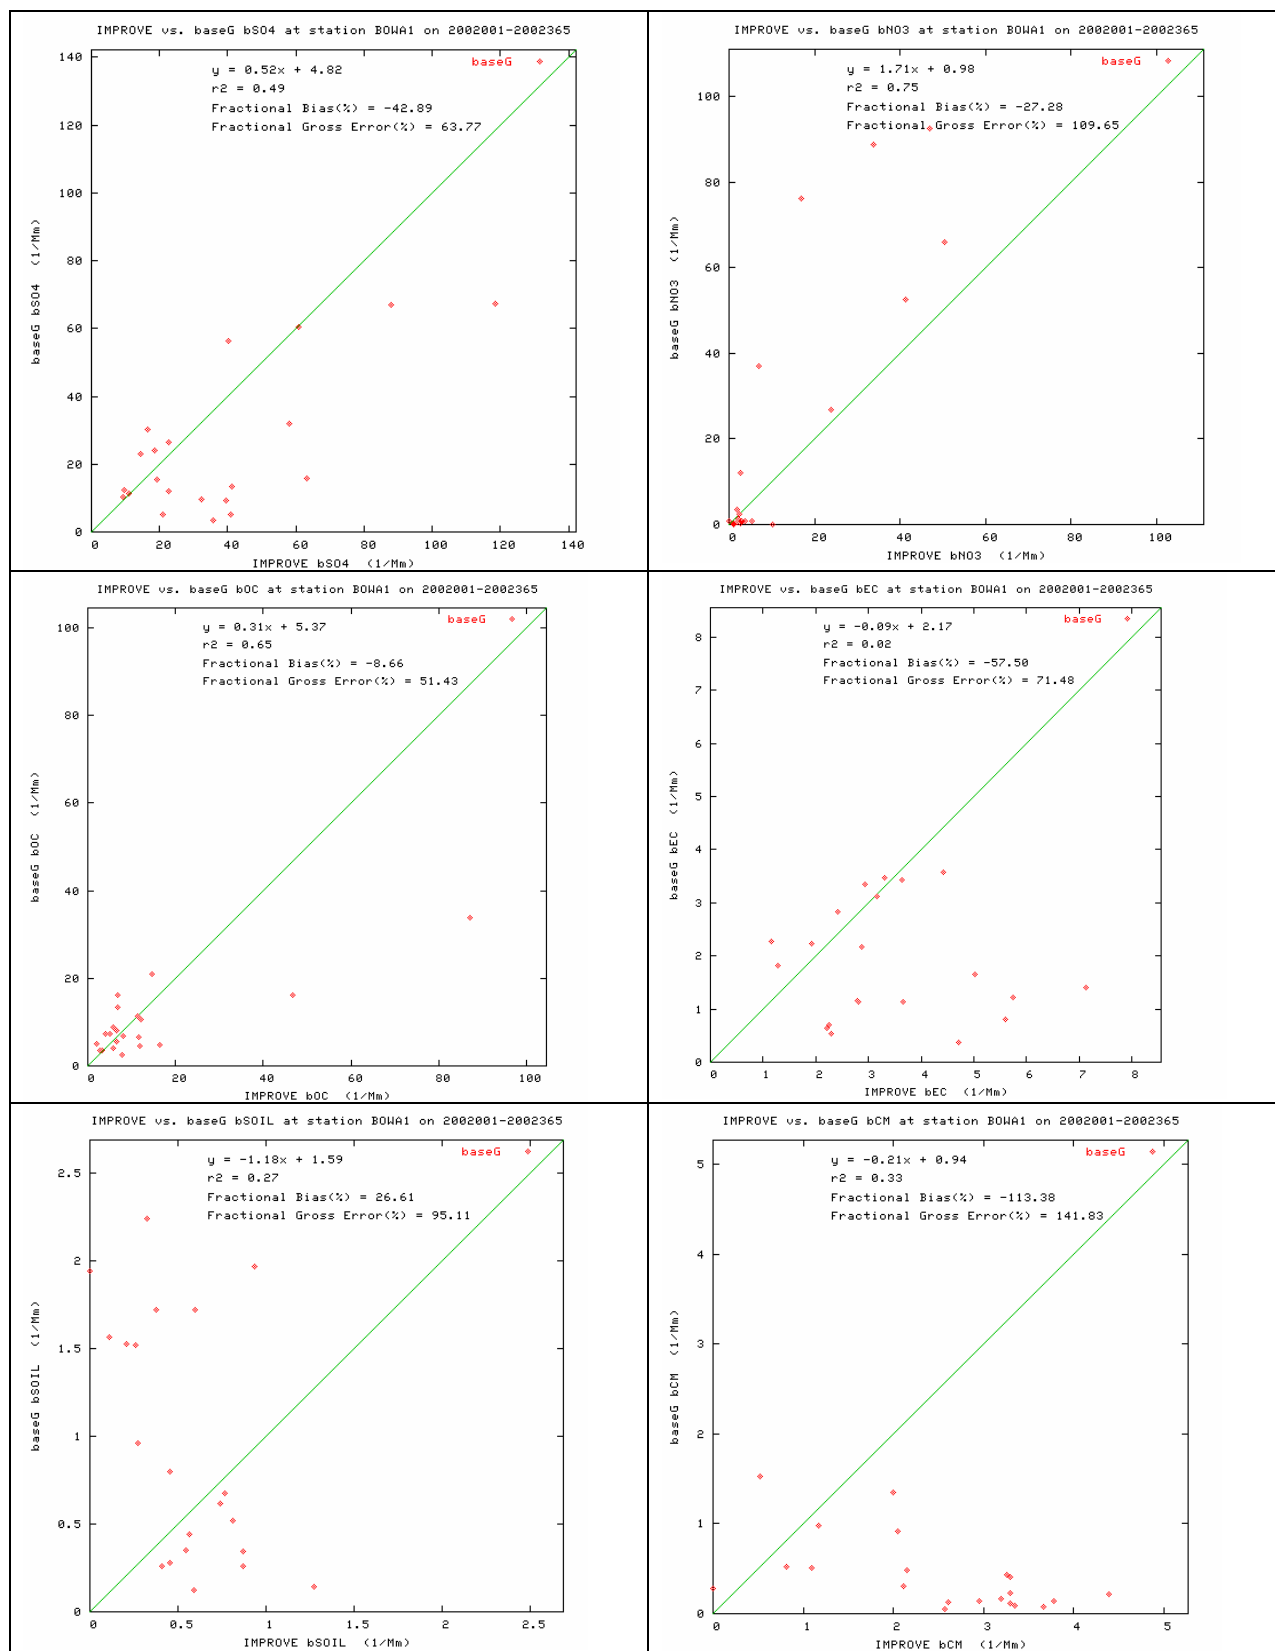 IMPROVE vs. baseG bSO4 at station BOWA1 on 2002001-2002365
baseG
y = 0.52x + 4.82
r2 = 0.49
Fractional Bias(%) = -42.89
Fractional Gross Error(%) = 63.77
140
120
100
80
60
40
20
0
baseG bSO4 (1/Mm)
0 20 40 60 80 100 120 140
IMPROVE bSO4 (1/Mm)
IMPROVE vs. baseG bNO3 at station BOWA1 on 2002001-2002365
baseG
y = 1.71x + 0.98
r2 = 0.75
Fractional Bias(%) = -27.28
Fractional Gross Error(%) = 109.65
100
80
60
40
20
0
baseG bNO3 (1/Mm)
0 20 40 60 80 100
IMPROVE bNO3 (1/Mm)
IMPROVE vs. baseG bOC at station BOWA1 on 2002001-2002365
baseG
y = 0.31x + 5.37
r2 = 0.65
Fractional Bias(%) = -8.66
Fractional Gross Error(%) = 51.43
100
80
60
40
20
0
baseG bOC (1/Mm)
0 20 40 60 80 100
IMPROVE bOC (1/Mm)
IMPROVE vs. baseG bEC at station BOWA1 on 2002001-2002365
baseG
y = -0.09x + 2.17
r2 = 0.02
Fractional Bias(%) = -57.50
Fractional Gross Error(%) = 71.48
8
7
6
5
4
3
2
1
0
baseG bEC (1/Mm)
0 1 2 3 4 5 6 7 8
IMPROVE bEC (1/Mm)
IMPROVE vs. baseG bSOIL at station BOWA1 on 2002001-2002365
baseG
y = -1.18x + 1.59
r2 = 0.27
Fractional Bias(%) = 26.61
Fractional Gross Error(%) = 95.11
2.5
2
1.5
1
0.5
0
baseG bSOIL (1/Mm)
0 0.5 1 1.5 2 2.5
IMPROVE bSOIL (1/Mm)
IMPROVE vs. baseG bCM at station BOWA1 on 2002001-2002365
baseG
y = -0.21x + 0.94
r2 = 0.33
Fractional Bias(%) = -113.38
Fractional Gross Error(%) = 141.83
5
4
3
2
1
0
baseG bCM (1/Mm)
0 1 2 3 4 5
IMPROVE bCM (1/Mm)